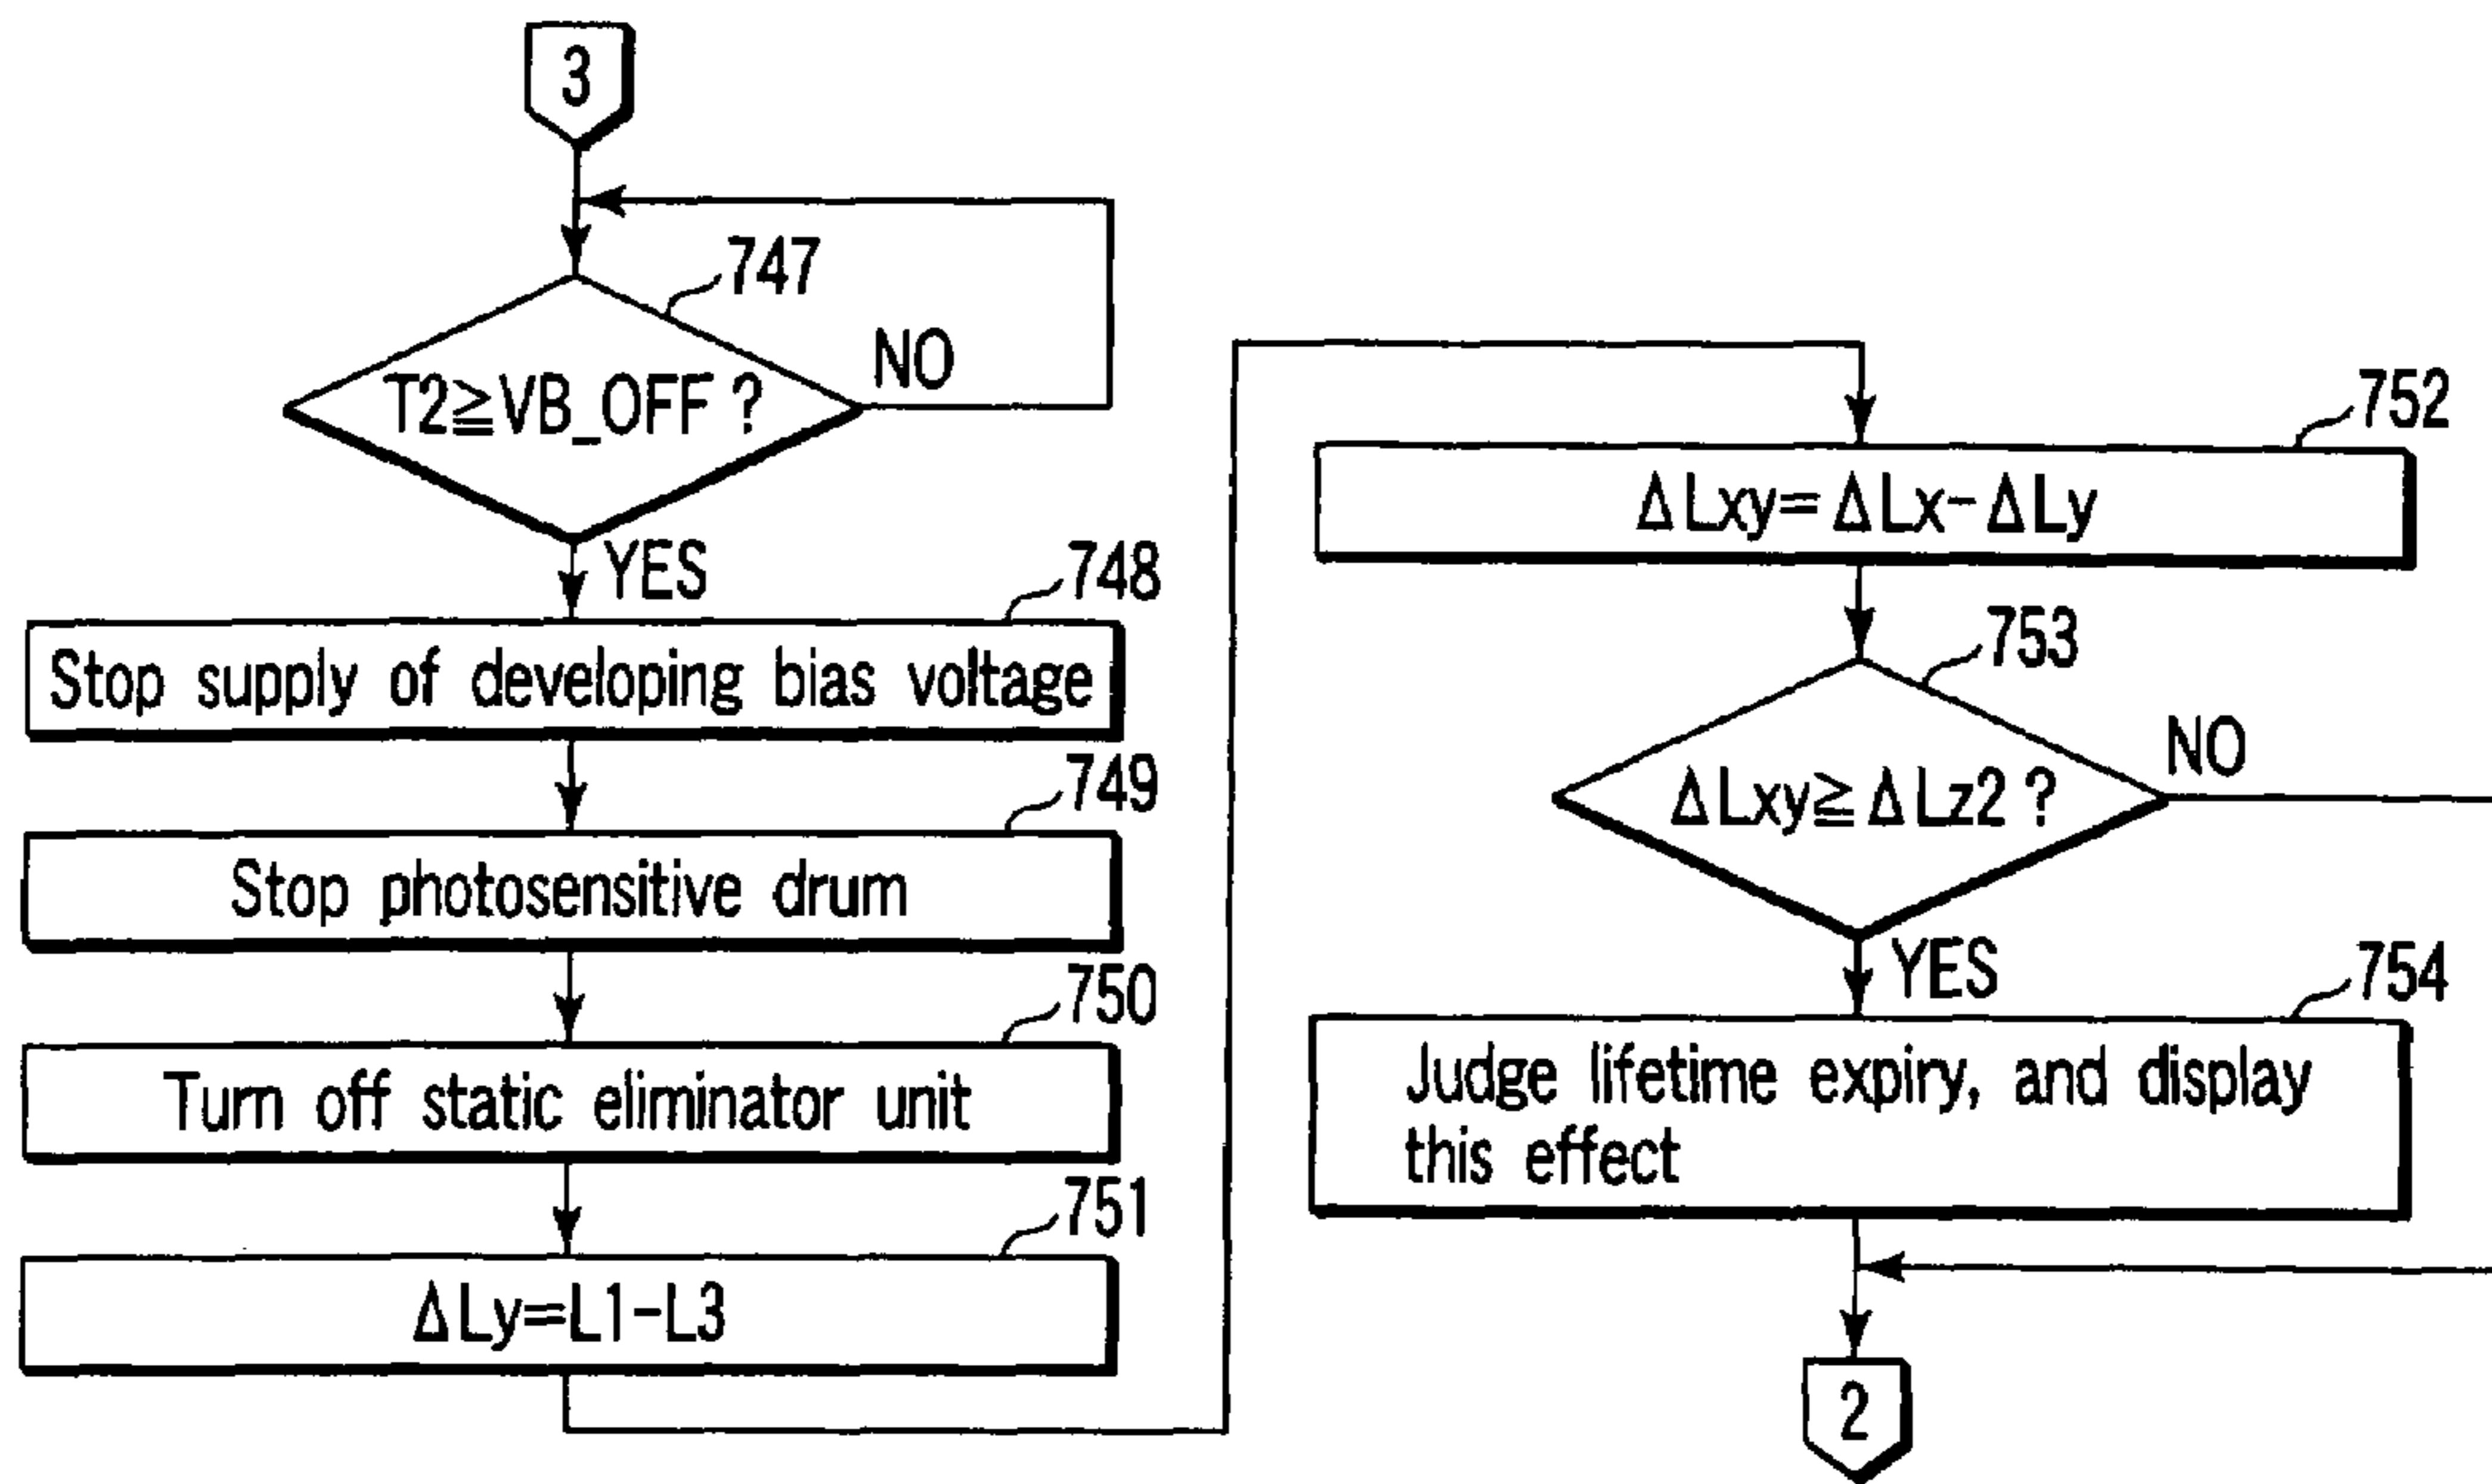 3
747
T2≧VB_OFF ?
NO
YES
748
Stop supply of developing bias voltage
749
Stop photosensitive drum
750
Turn off static eliminator unit
751
ΔLy=L1-L3
752
ΔLxy=ΔLx-ΔLy
753
ΔLxy≧ΔLz2 ?
NO
YES
754
Judge lifetime expiry, and display
this effect
2